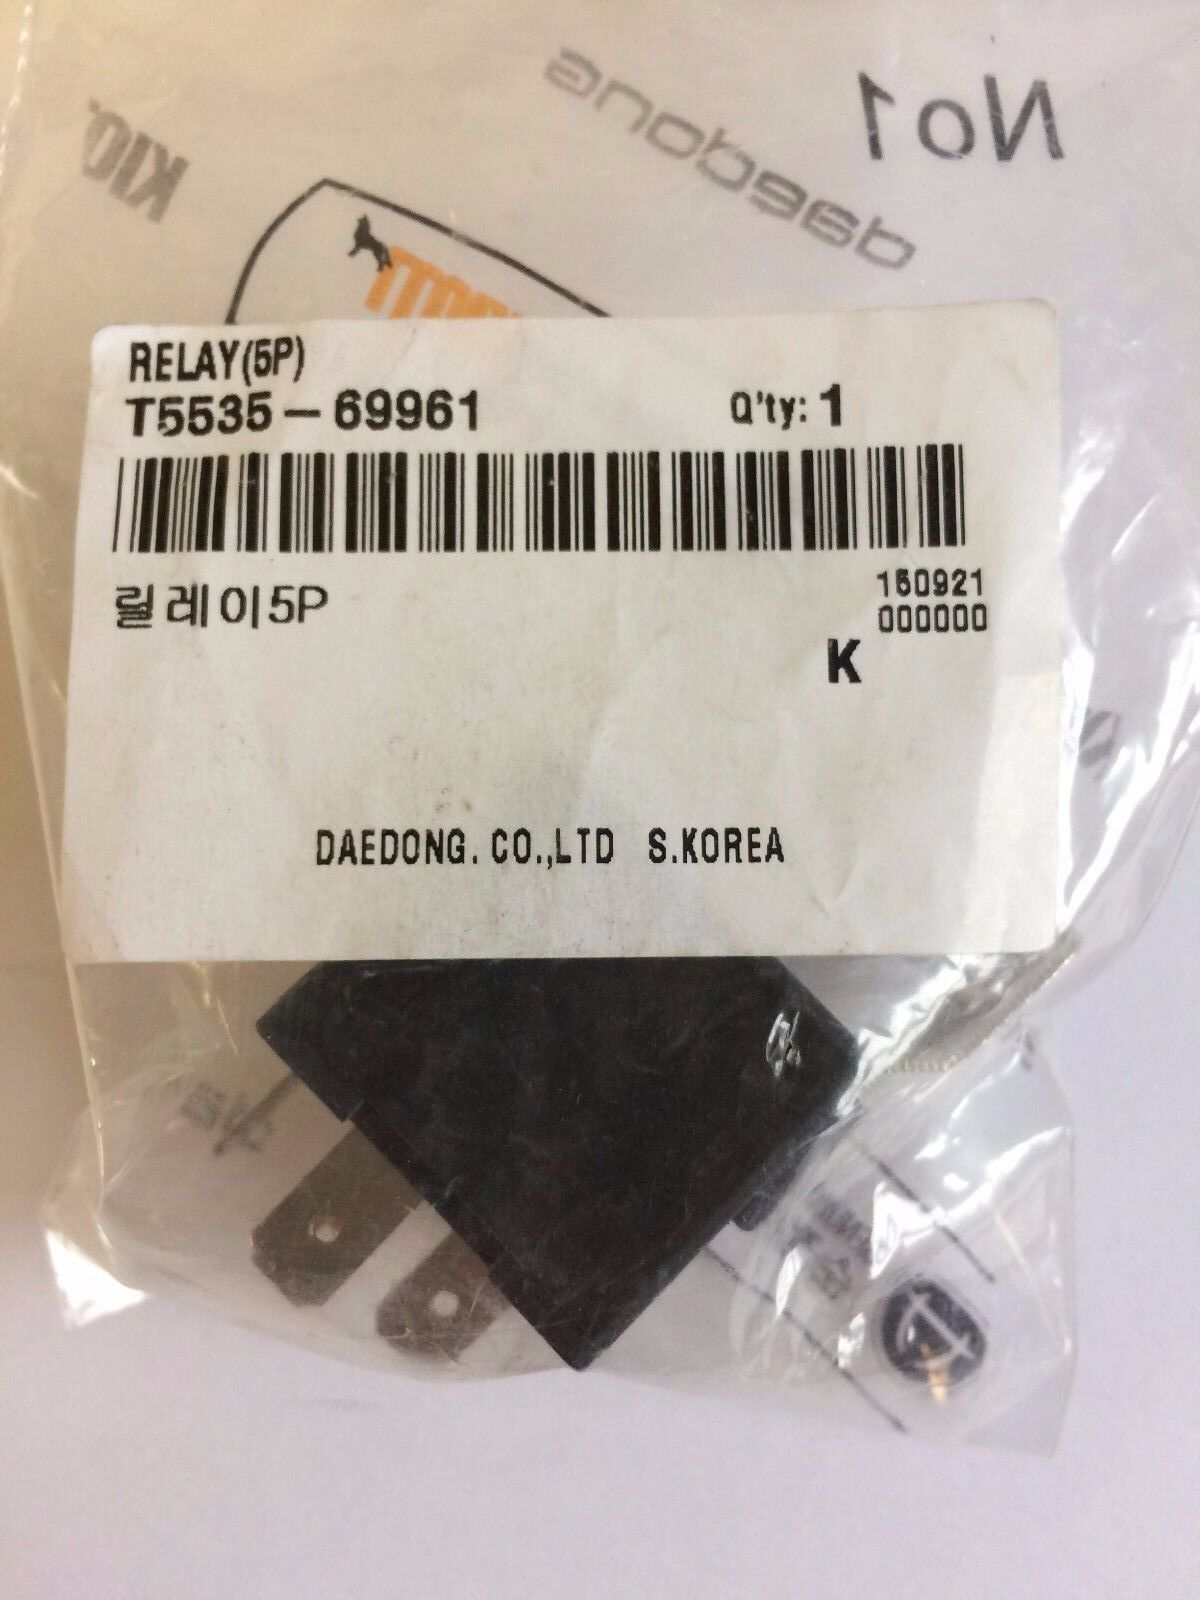 No1
daedong
KIO
RELAY(5P)
T5535-69961 Q'ty: 1
릴레이5P
160921
000000
K
DAEDONG. CO.,LTD S.KOREA